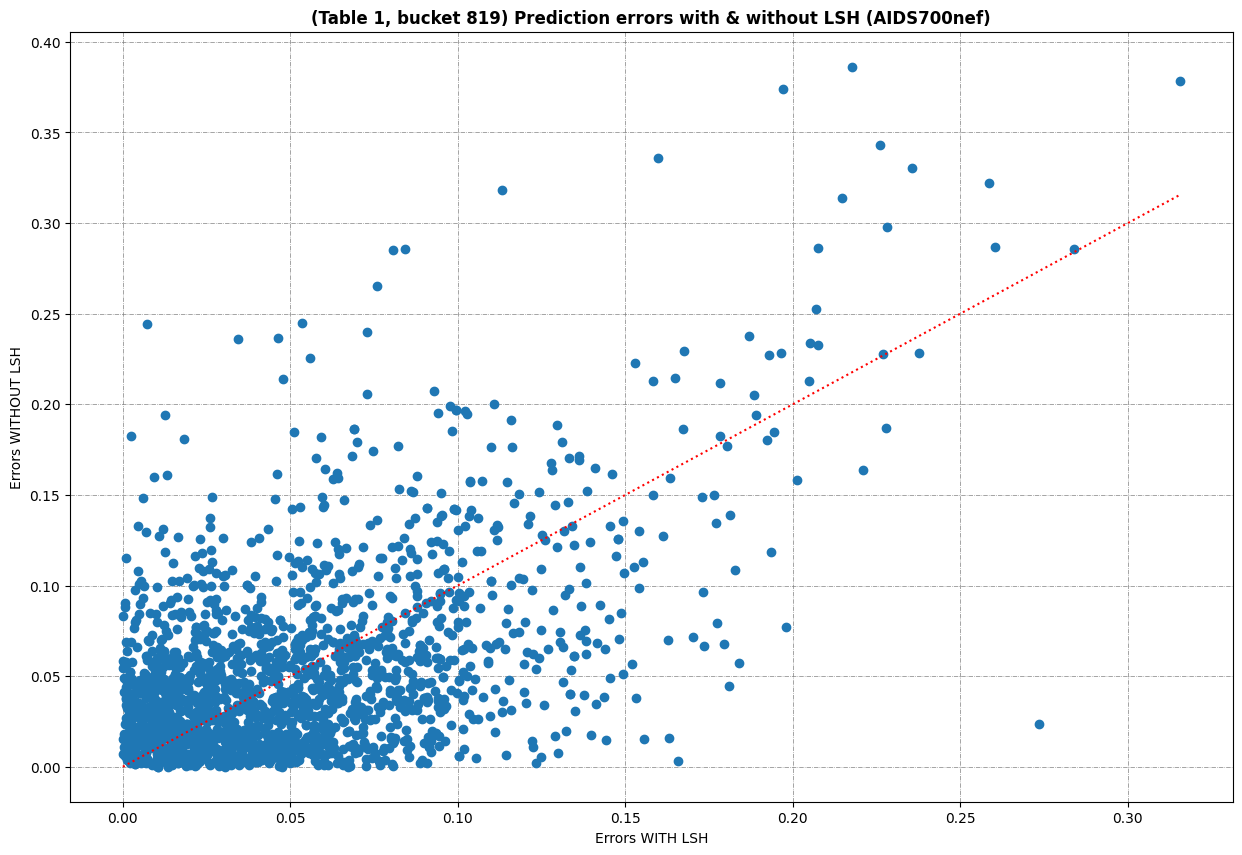 (Table 1, bucket 819) Prediction errors with & without LSH (AIDS700nef)
0.40
0.35
0.30
0.25
0.20
0.15
0.10
0.05
0.00
Errors WITHOUT LSH
0.00 0.05 0.10 0.15 0.20 0.25 0.30
Errors WITH LSH